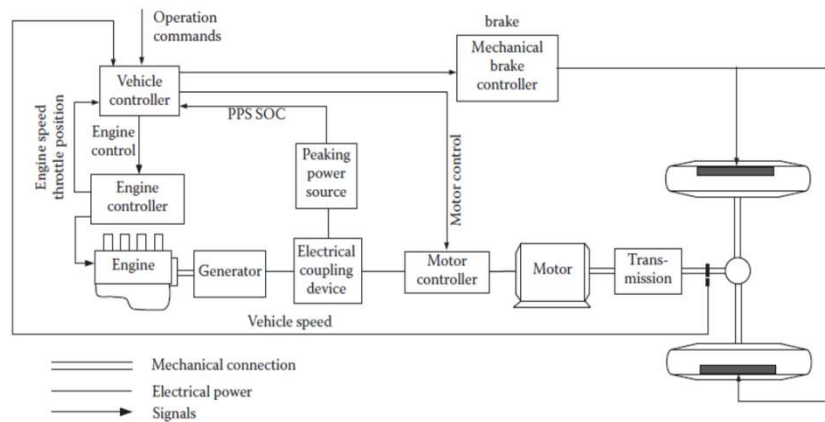 Operation
commands
brake
Mechanical
brake
controller
Vehicle
controller
PPS SOC
Engine speed
throttle position
Engine
control
Motor control
Peaking
power
source
Engine
controller
Engine
Generator
Electrical
coupling
device
Motor
controller
Motor
Trans-
mission
Vehicle speed
Mechanical connection
Electrical power
Signals